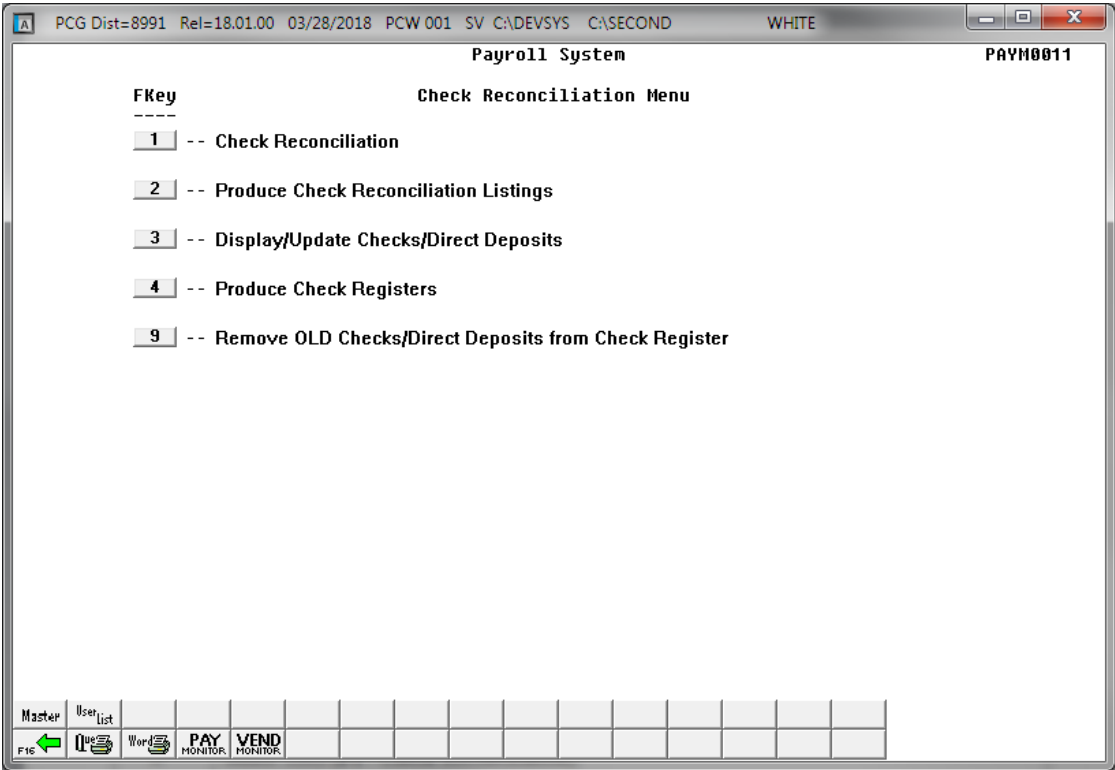 A PCG Dist=8991 Rel=18.01.00 03/28/2018 PCW 001 SV C:\DEVSYS C:\SECOND WHITE
Payroll System PAYM0011
FKey Check Reconciliation Menu
----
1 -- Check Reconciliation
2 -- Produce Check Reconciliation Listings
3 -- Display/Update Checks/Direct Deposits
4 -- Produce Check Registers
9 -- Remove OLD Checks/Direct Deposits from Check Register
Master User List
F16 Que Word PAY MONITOR VEND MONITOR